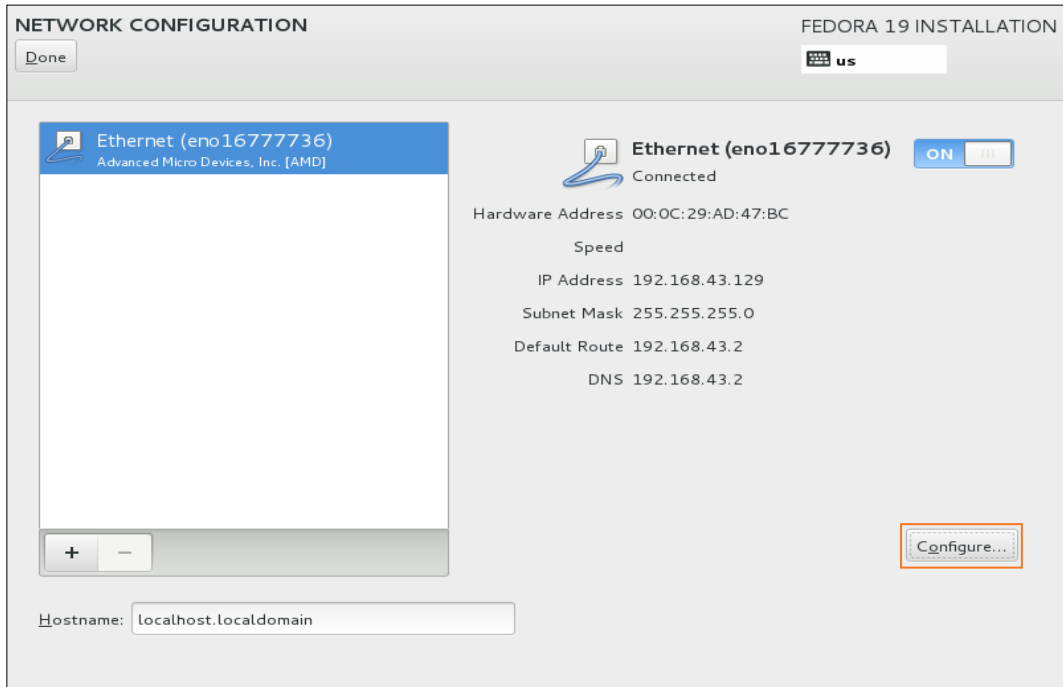 NETWORK CONFIGURATION
FEDORA 19 INSTALLATION
Done
us
Ethernet (eno16777736)
Advanced Micro Devices, Inc. [AMD]
Ethernet (eno16777736)
Connected
ON
Hardware Address 00:0C:29:AD:47:BC
Speed
IP Address 192.168.43.129
Subnet Mask 255.255.255.0
Default Route 192.168.43.2
DNS 192.168.43.2
+ −
Configure...
Hostname: localhost.localdomain